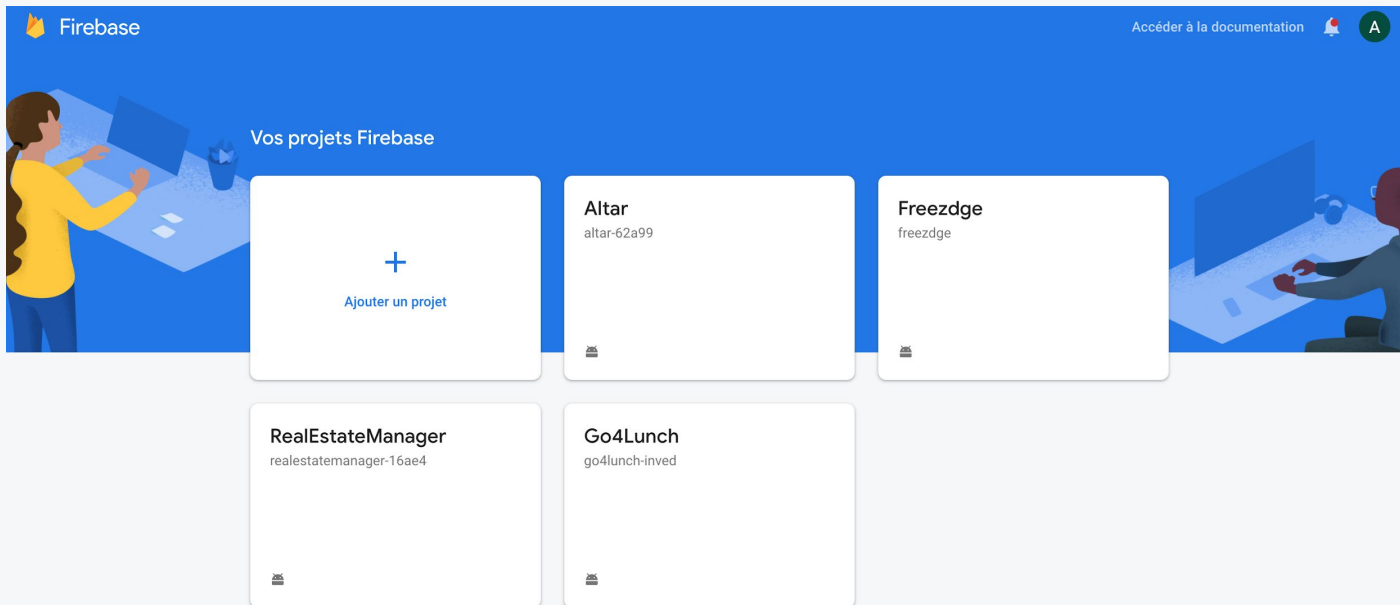 Firebase
Accéder à la documentation
A
Vos projets Firebase
Ajouter un projet
Altar
altar-62a99
Freezdge
freezdge
RealEstateManager
realestatemanager-16ae4
Go4Lunch
go4lunch-inved